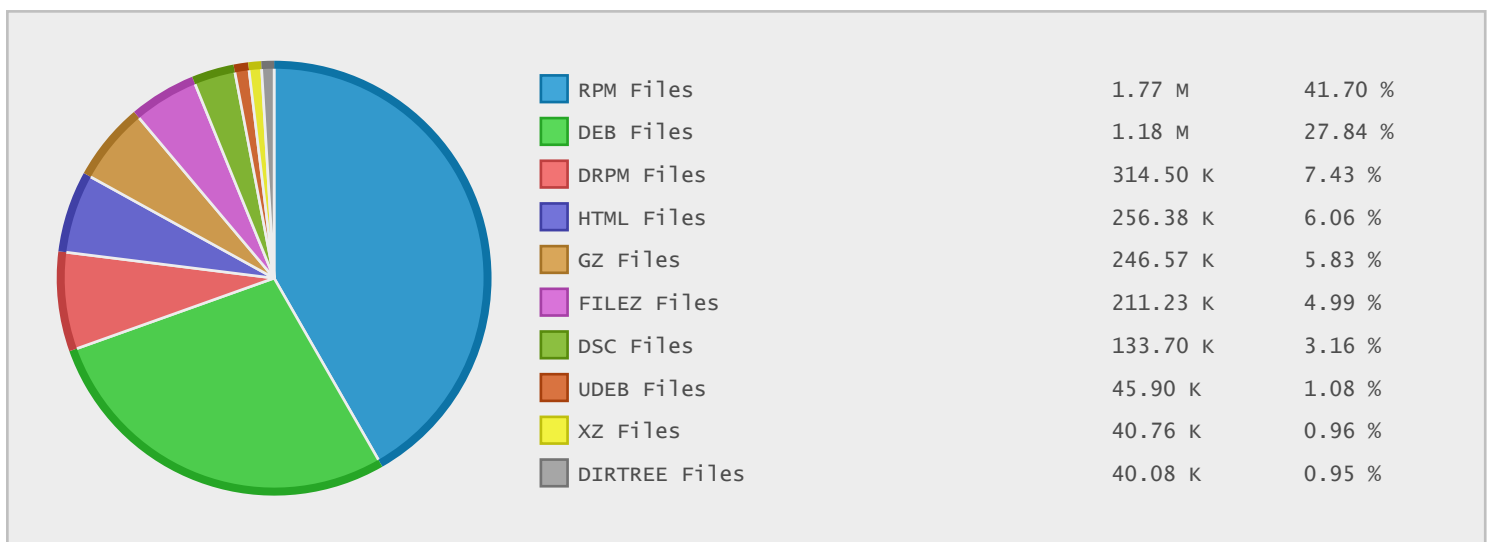 RPM Files 1.77 M 41.70 %
DEB Files 1.18 M 27.84 %
DRPM Files 314.50 K 7.43 %
HTML Files 256.38 K 6.06 %
GZ Files 246.57 K 5.83 %
FILEZ Files 211.23 K 4.99 %
DSC Files 133.70 K 3.16 %
UDEB Files 45.90 K 1.08 %
XZ Files 40.76 K 0.96 %
DIRTREE Files 40.08 K 0.95 %